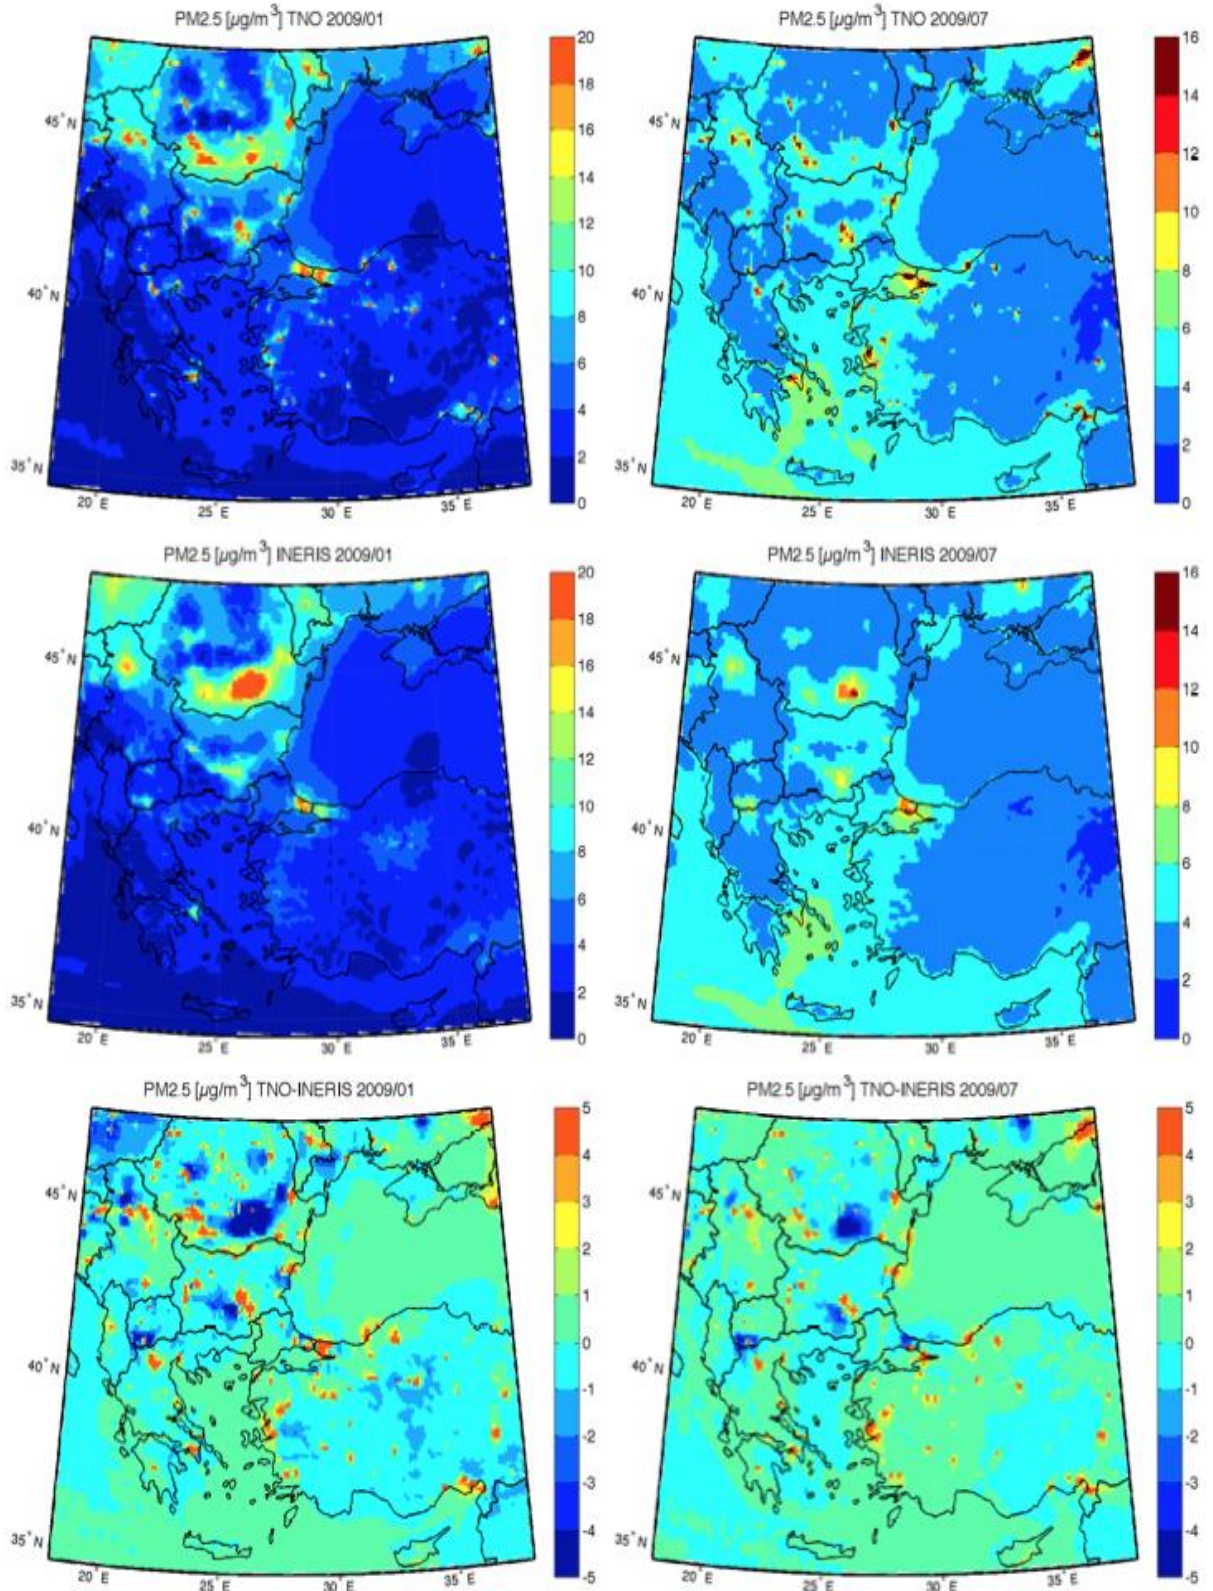 PM2.5 [µg/m³] TNO 2009/01
20
18
16
14
12
10
8
6
4
2
0
45° N
40° N
35° N
20° E
25° E
30° E
35° E
PM2.5 [µg/m³] TNO 2009/07
16
14
12
10
8
6
4
2
0
45° N
40° N
35° N
20° E
25° E
30° E
35° E
PM2.5 [µg/m³] INERIS 2009/01
20
18
16
14
12
10
8
6
4
2
0
45° N
40° N
35° N
20° E
25° E
30° E
35° E
PM2.5 [µg/m³] INERIS 2009/07
16
14
12
10
8
6
4
2
0
45° N
40° N
35° N
20° E
25° E
30° E
35° E
PM2.5 [µg/m³] TNO-INERIS 2009/01
5
4
3
2
1
0
-1
-2
-3
-4
-5
45° N
40° N
35° N
20° E
25° E
30° E
35° E
PM2.5 [µg/m³] TNO-INERIS 2009/07
5
4
3
2
1
0
-1
-2
-3
-4
-5
45° N
40° N
35° N
20° E
25° E
30° E
35° E